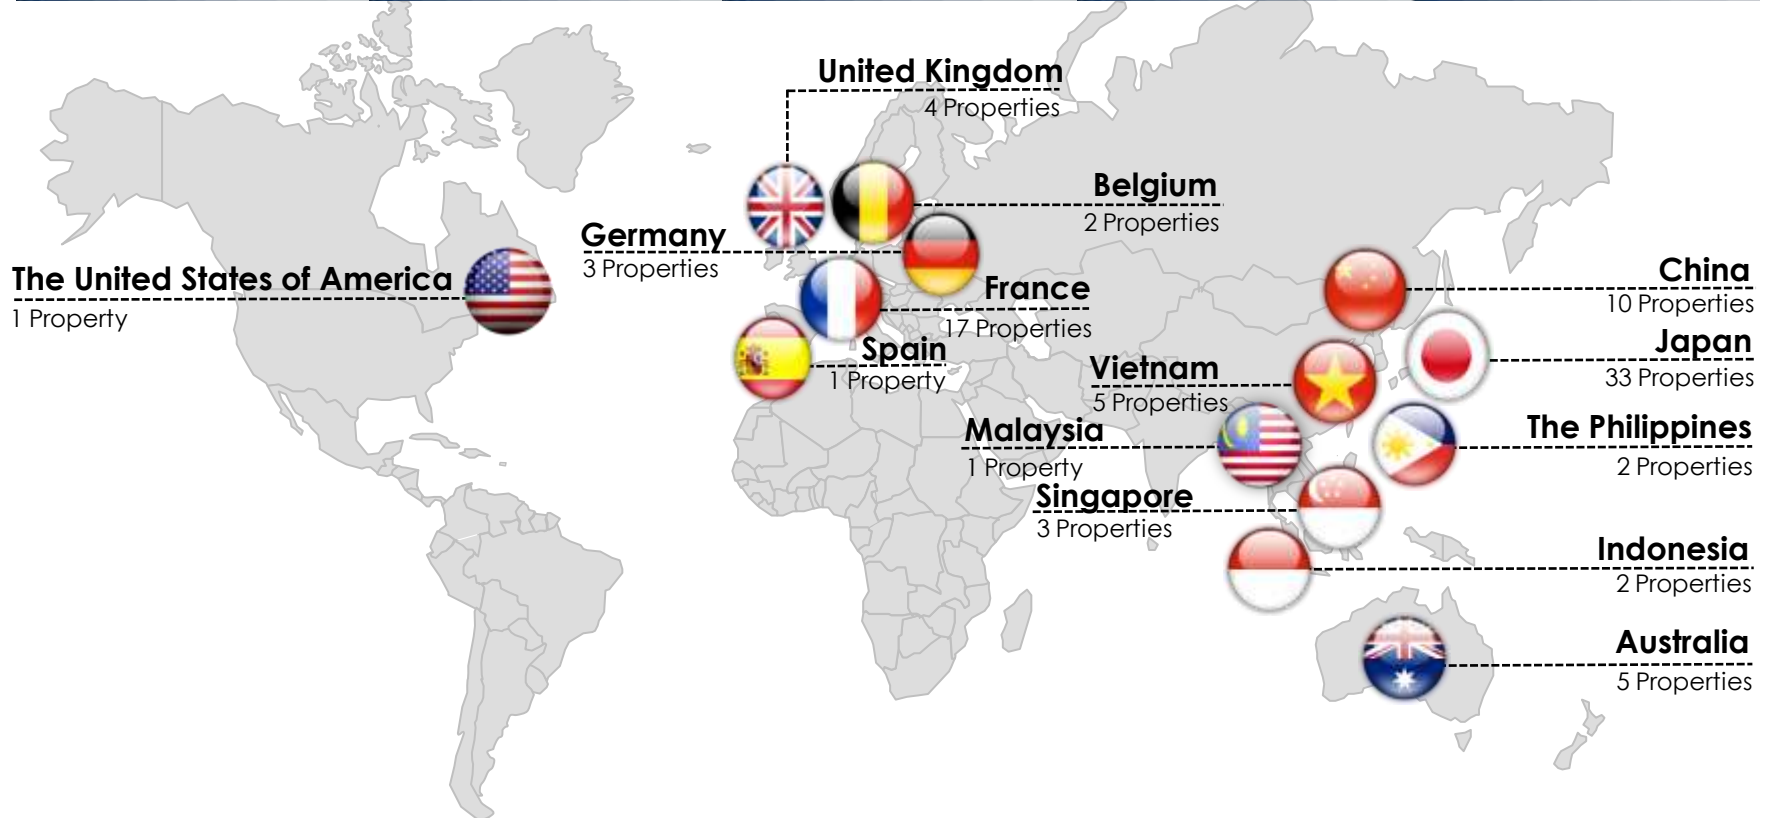 United Kingdom
4 Properties
Belgium
2 Properties
Germany
3 Properties
The United States of America
1 Property
France
17 Properties
Spain
1 Property
China
10 Properties
Japan
33 Properties
Vietnam
5 Properties
Malaysia
1 Property
The Philippines
2 Properties
Singapore
3 Properties
Indonesia
2 Properties
Australia
5 Properties